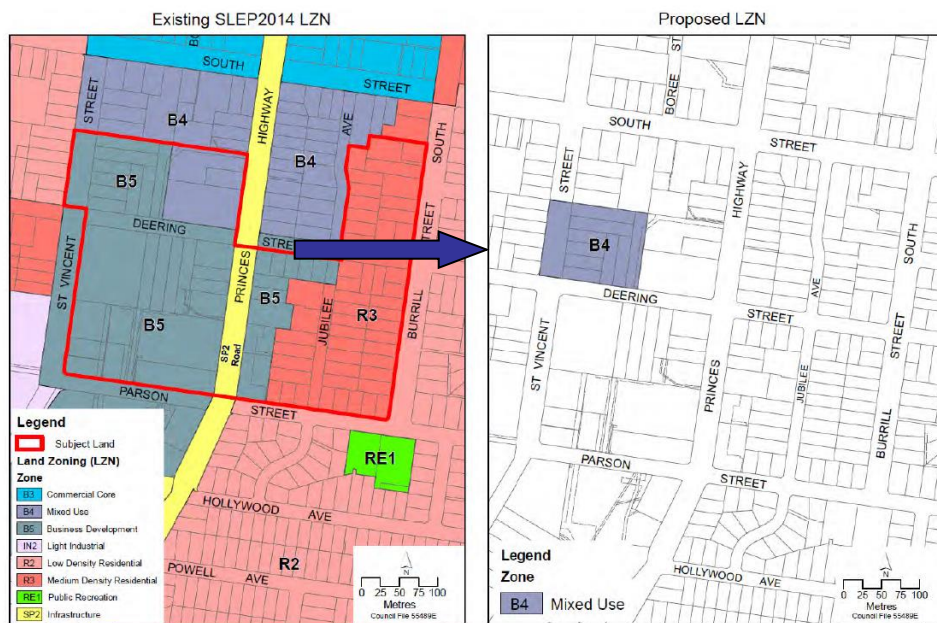 Existing SLEP2014 LZN
SOUTH
STREET
STREET
HIGHWAY
AVE
SOUTH
B4
B4
B5
STREET
DEERING
STREET
ST VINCENT
PRINCES
B5
B5
JUBILEE
R3
BURRILL
SP2
Road
PARSON
STREET
RE1
HOLLYWOOD AVE
R2
POWELL AVE
Legend
Subject Land
Land Zoning (LZN)
Zone
B3 Commercial Core
B4 Mixed Use
B5 Business Development
IN2 Light Industrial
R2 Low Density Residential
R3 Medium Density Residential
RE1 Public Recreation
SP2 Infrastructure
N
0 25 50 75 100
Metres
Council File 55489E
Proposed LZN
ST
BOREE
SOUTH
STREET
STREET
HIGHWAY
SOUTH
B4
DEERING
STREET
AVE
STREET
ST VINCENT
PRINCES
JUBILEE
BURRILL
PARSON
STREET
HOLLYWOOD AVE
Legend
Zone
B4 Mixed Use
N
0 25 50 75 100
Metres
Council File 55489E